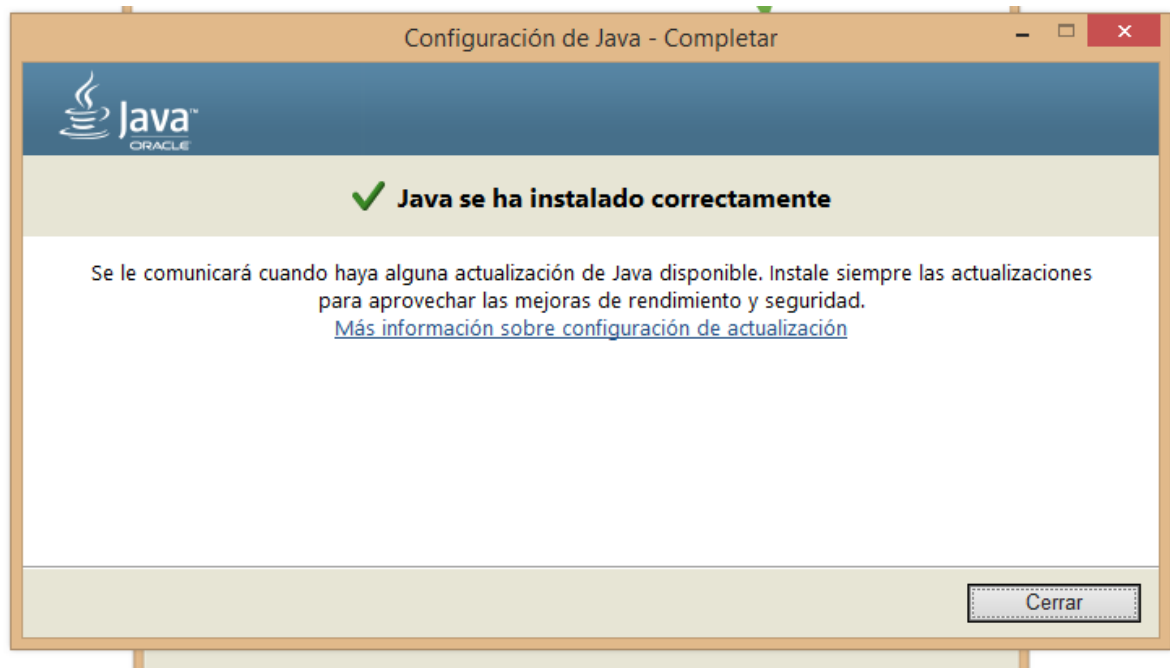 Configuración de Java - Completar
Java™
ORACLE
Java se ha instalado correctamente
Se le comunicará cuando haya alguna actualización de Java disponible. Instale siempre las actualizaciones
para aprovechar las mejoras de rendimiento y seguridad.
Más información sobre configuración de actualización
Cerrar